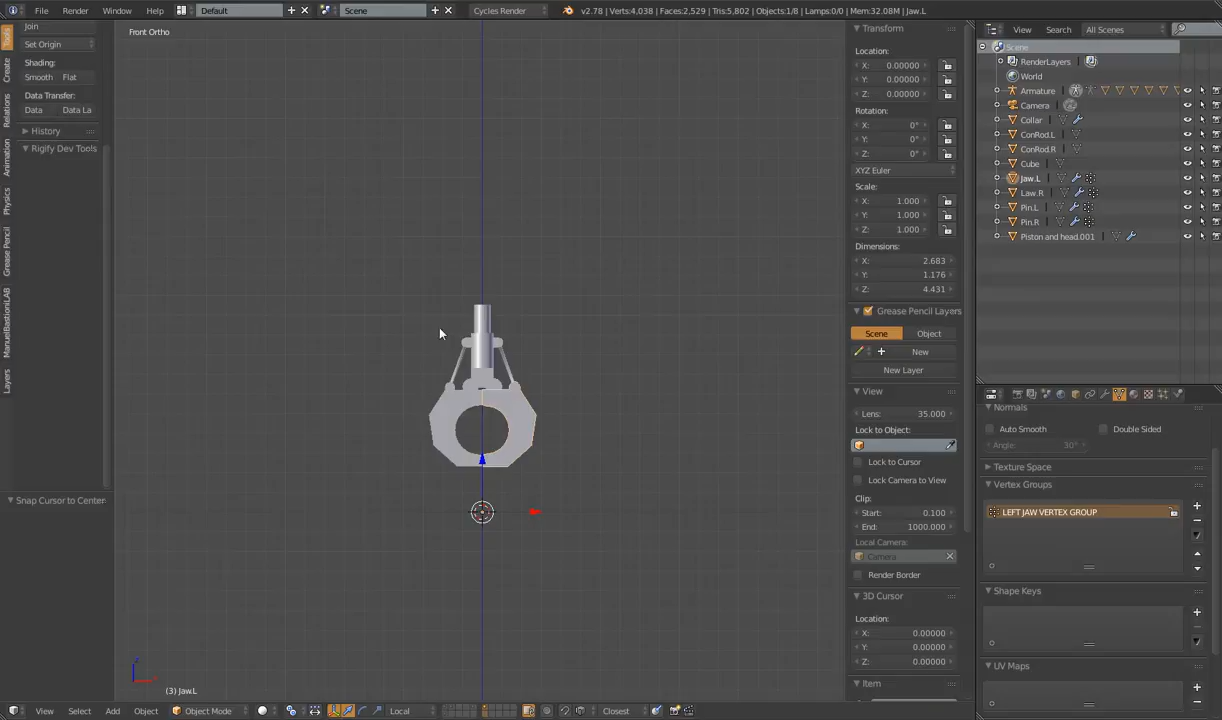 File Render Window Help Default Scene Cycles Render v2.78 | Verts:4,038 | Faces:2,529 | Tris:5,802 | Objects:1/8 | Lamps:0/0 | Mem:32.08M | Jaw.L
Join
Set Origin
Shading:
Smooth Flat
Data Transfer:
Data Data La
History
Rigify Dev Tools
Snap Cursor to Center
Tools
Create
Relations
Animation
Physics
Grease Pencil
ManuelBastioniLAB
Layers
Front Ortho
(3) Jaw.L
View Select Add Object Object Mode Local Closest
Transform
Location:
X: 0.00000
Y: 0.00000
Z: 0.00000
Rotation:
X: 0°
Y: 0°
Z: 0°
XYZ Euler
Scale:
X: 1.000
Y: 1.000
Z: 1.000
Dimensions:
X: 2.683
Y: 1.176
Z: 4.431
Grease Pencil Layers
Scene Object
New
New Layer
View
Lens: 35.000
Lock to Object:
Lock to Cursor
Lock Camera to View
Clip:
Start: 0.100
End: 1000.000
Local Camera:
Camera
Render Border
3D Cursor
Location:
X: 0.00000
Y: 0.00000
Z: 0.00000
Item
View Search All Scenes
Scene
RenderLayers
World
Armature
Camera
Collar
ConRod.L
ConRod.R
Cube
Jaw.L
Law.R
Pin.L
Pin.R
Piston and head.001
Normals
Auto Smooth Double Sided
Angle: 30°
Texture Space
Vertex Groups
LEFT JAW VERTEX GROUP
Shape Keys
UV Maps